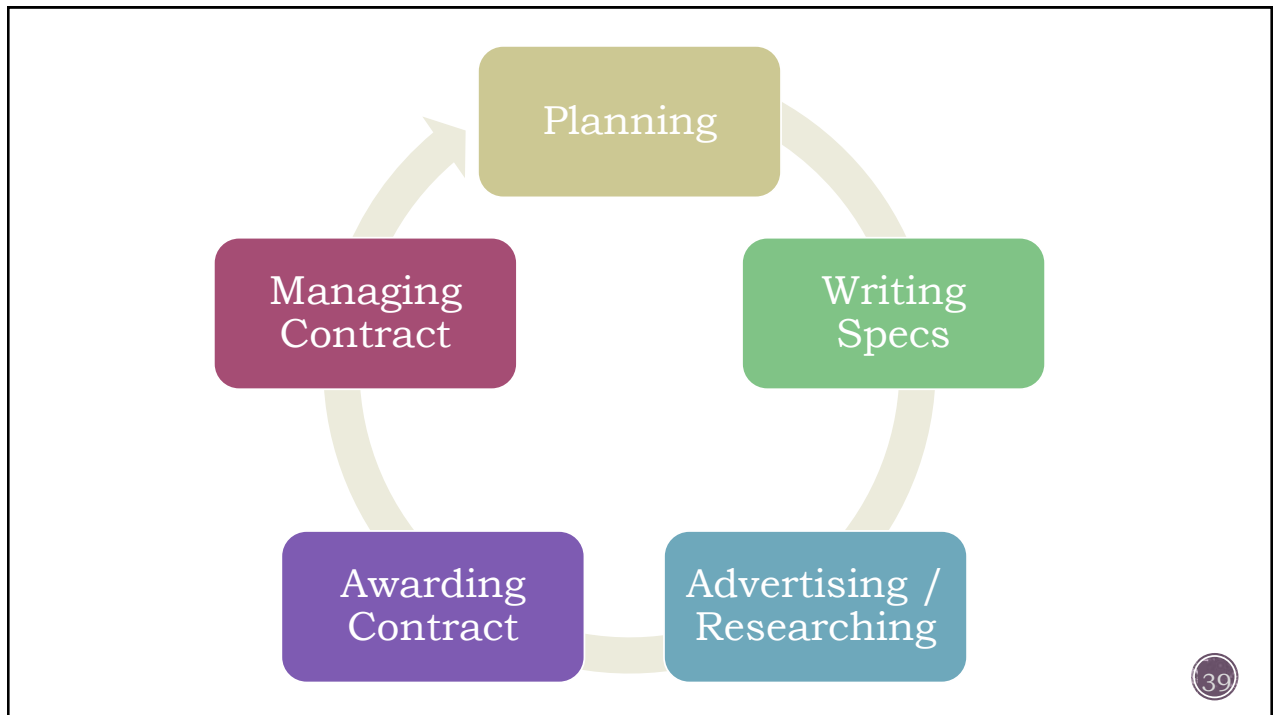 Planning
Writing
Specs
Advertising /
Researching
Awarding
Contract
Managing
Contract
39